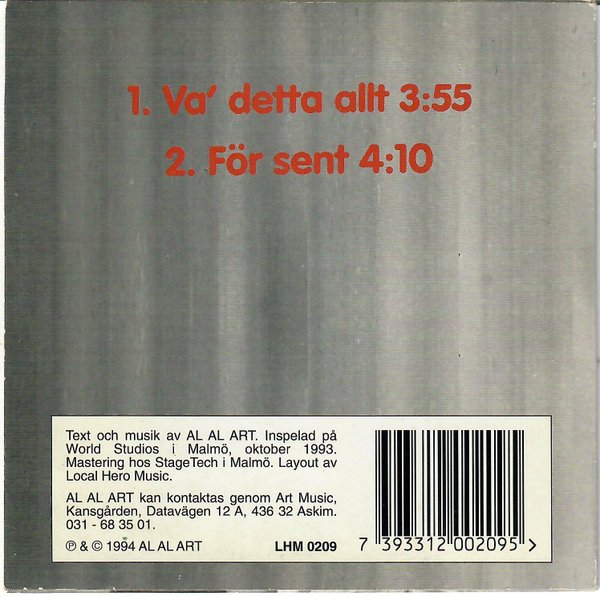 1. Va' detta allt 3:55
2. För sent 4:10
Text och musik av AL AL ART. Inspelad på
World Studios i Malmö, oktober 1993.
Mastering hos StageTech i Malmö. Layout av
Local Hero Music.
AL AL ART kan kontaktas genom Art Music,
Kansgården, Datavägen 12 A, 436 32 Askim.
031 - 68 35 01.
℗ & © 1994 AL AL ART LHM 0209
7 393312 002095 >